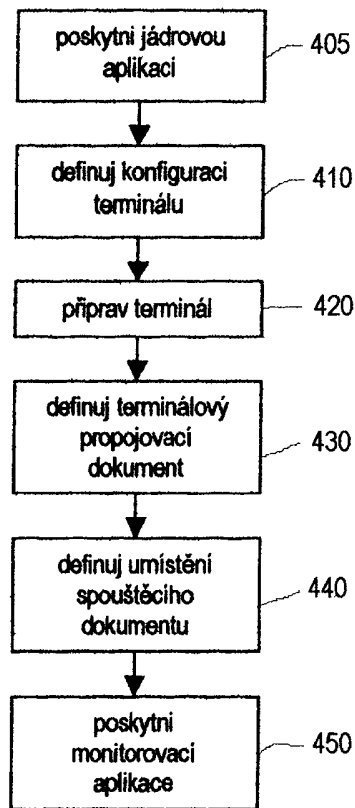 poskytni jádrovou
aplikaci
405
definuj konfiguraci
terminálu
410
připrav terminál
420
definuj terminálový
propojovací
dokument
430
definuj umístění
spouštěcího
dokumentu
440
poskytni
monitorovací
aplikace
450